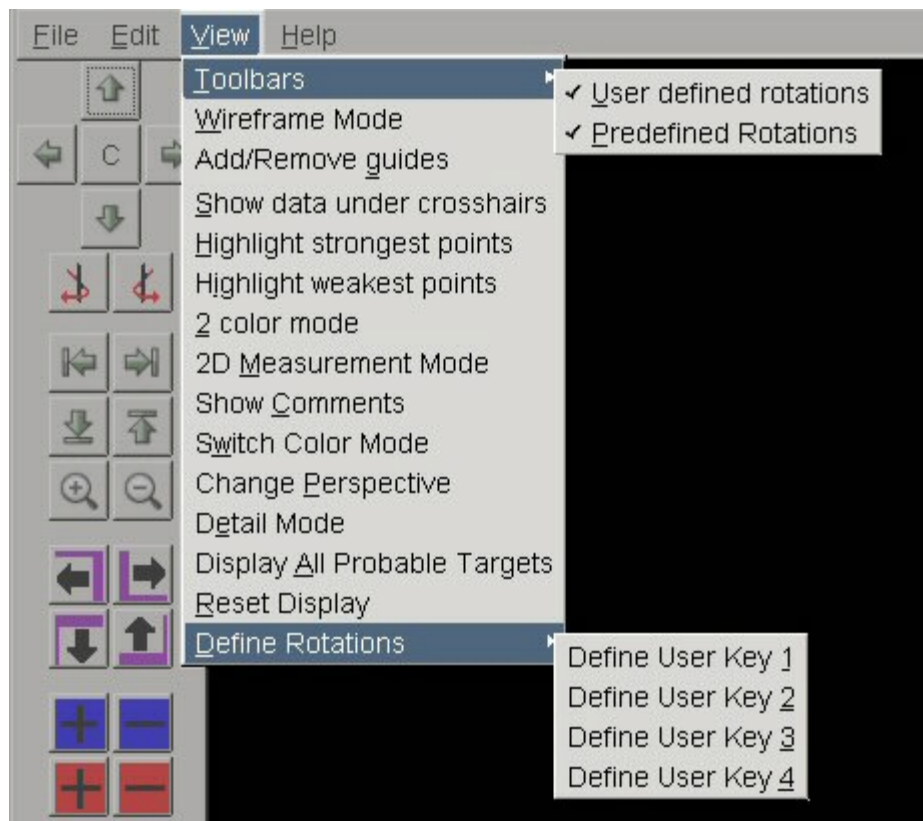 File Edit View Help
Toolbars
User defined rotations
Predefined Rotations
Wireframe Mode
Add/Remove guides
Show data under crosshairs
Highlight strongest points
Highlight weakest points
2 color mode
2D Measurement Mode
Show Comments
Switch Color Mode
Change Perspective
Detail Mode
Display All Probable Targets
Reset Display
Define Rotations
Define User Key 1
Define User Key 2
Define User Key 3
Define User Key 4
C